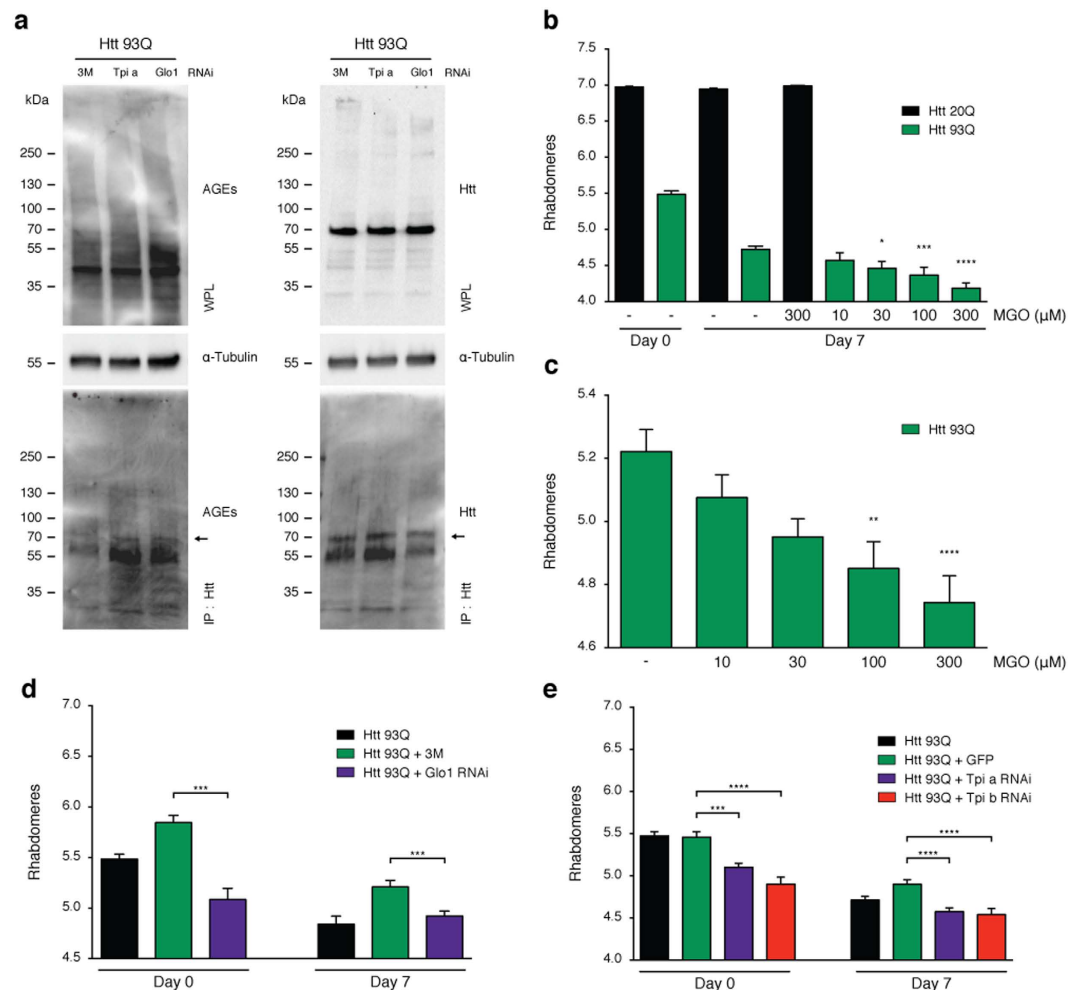 a
Htt 93Q
3M Tpi a Glo1 RNAi
kDa
250
130
100
70
55
35
AGEs
WPL
55
α-Tubulin
250
130
100
70
55
35
AGEs
IP : Htt
Htt 93Q
3M Tpi a Glo1 RNAi
kDa
250
130
100
70
55
35
Htt
WPL
55
α-Tubulin
250
130
100
70
55
35
Htt
IP : Htt
b
Rhabdomeres
7.5
7.0
6.5
6.0
5.5
5.0
4.5
4.0
Htt 20Q
Htt 93Q
* *** ****
- - - - 300 10 30 100 300 MGO (µM)
Day 0 Day 7
c
Rhabdomeres
5.4
5.2
5.0
4.8
4.6
Htt 93Q
** ****
- 10 30 100 300 MGO (µM)
d
Rhabdomeres
7.0
6.5
6.0
5.5
5.0
4.5
Htt 93Q
Htt 93Q + 3M
Htt 93Q + Glo1 RNAi
*** ***
Day 0 Day 7
e
Rhabdomeres
7.0
6.0
5.5
5.0
4.5
4.0
Htt 93Q
Htt 93Q + GFP
Htt 93Q + Tpi a RNAi
Htt 93Q + Tpi b RNAi
****
***
****
****
Day 0 Day 7